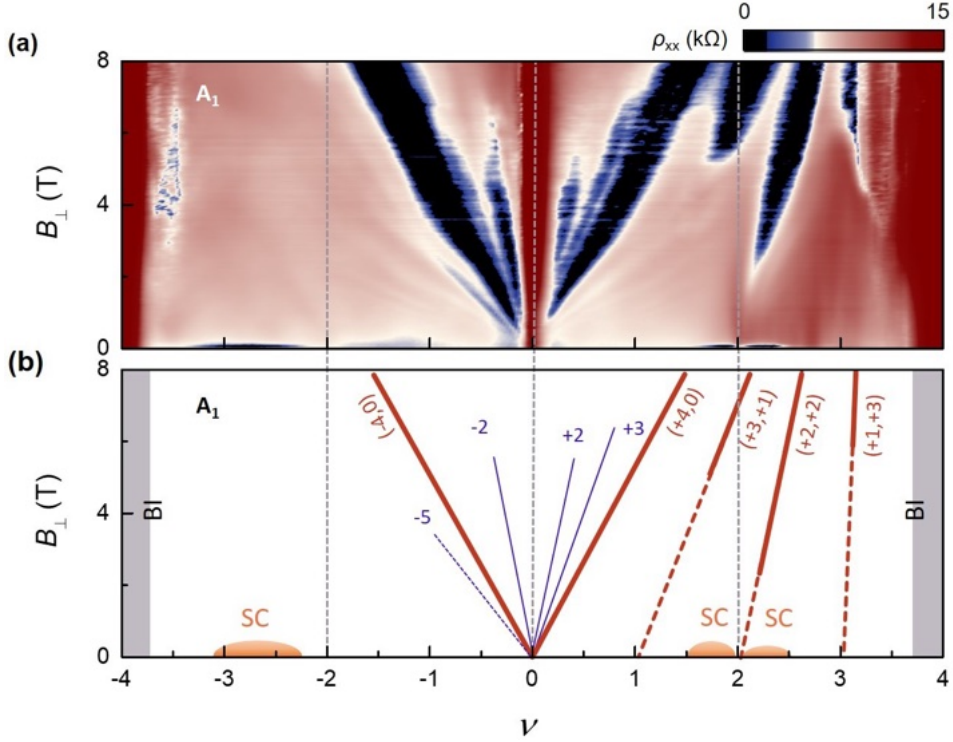 0 15
(a) ρxx (kΩ)
8
A1
4
B⊥ (T)
0
(b) 8
A1
(-4,0)
-2
+2
+3
(+4,0)
(+3,+1)
(+2,+2)
(+1,+3)
BI
BI
B⊥ (T)
4
-5
SC SC SC
0
-4 -3 -2 -1 0 1 2 3 4
ν